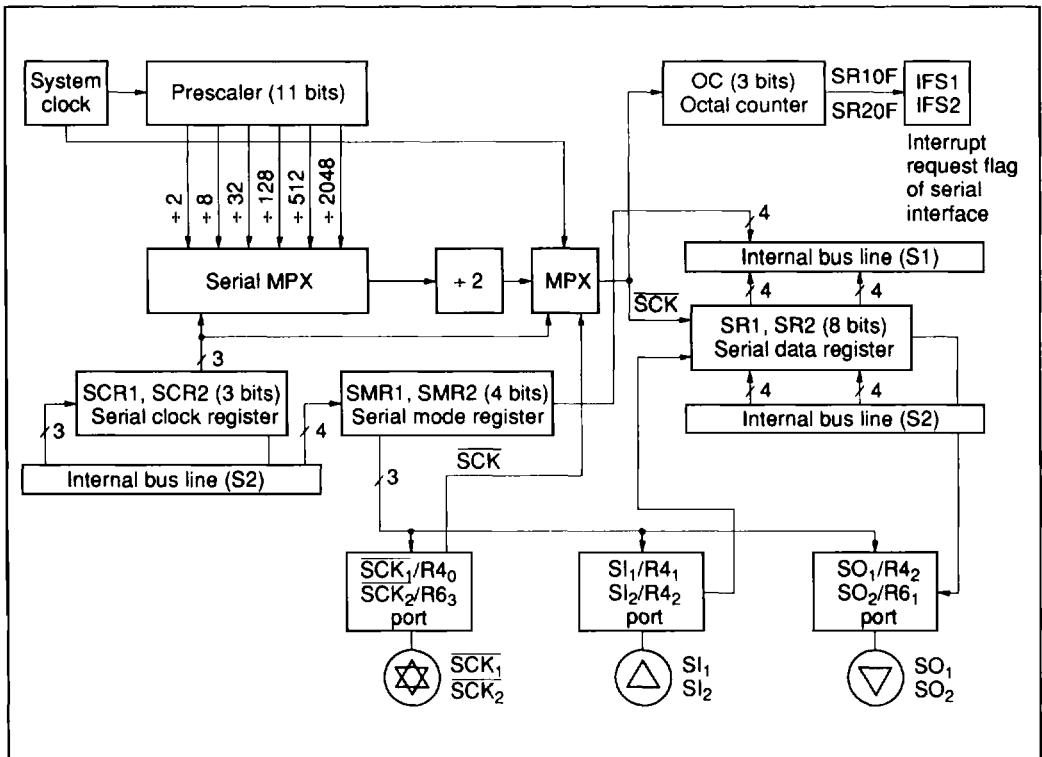 System
clock
Prescaler (11 bits)
OC (3 bits)
Octal counter
SR10F
SR20F
IFS1
IFS2
Interrupt
request flag
of serial
interface
÷ 2
÷ 8
÷ 32
÷ 128
÷ 512
÷ 2048
4
Internal bus line (S1)
Serial MPX
÷ 2
MPX
SCK
4
4
SR1, SR2 (8 bits)
Serial data register
3
SCR1, SCR2 (3 bits)
Serial clock register
SMR1, SMR2 (4 bits)
Serial mode register
4
4
Internal bus line (S2)
3
4
Internal bus line (S2)
3
SCK
SCK₁/R4₀
SCK₂/R6₃
port
SI₁/R4₁
SI₂/R4₂
port
SO₁/R4₂
SO₂/R6₁
port
SCK₁
SCK₂
SI₁
SI₂
SO₁
SO₂